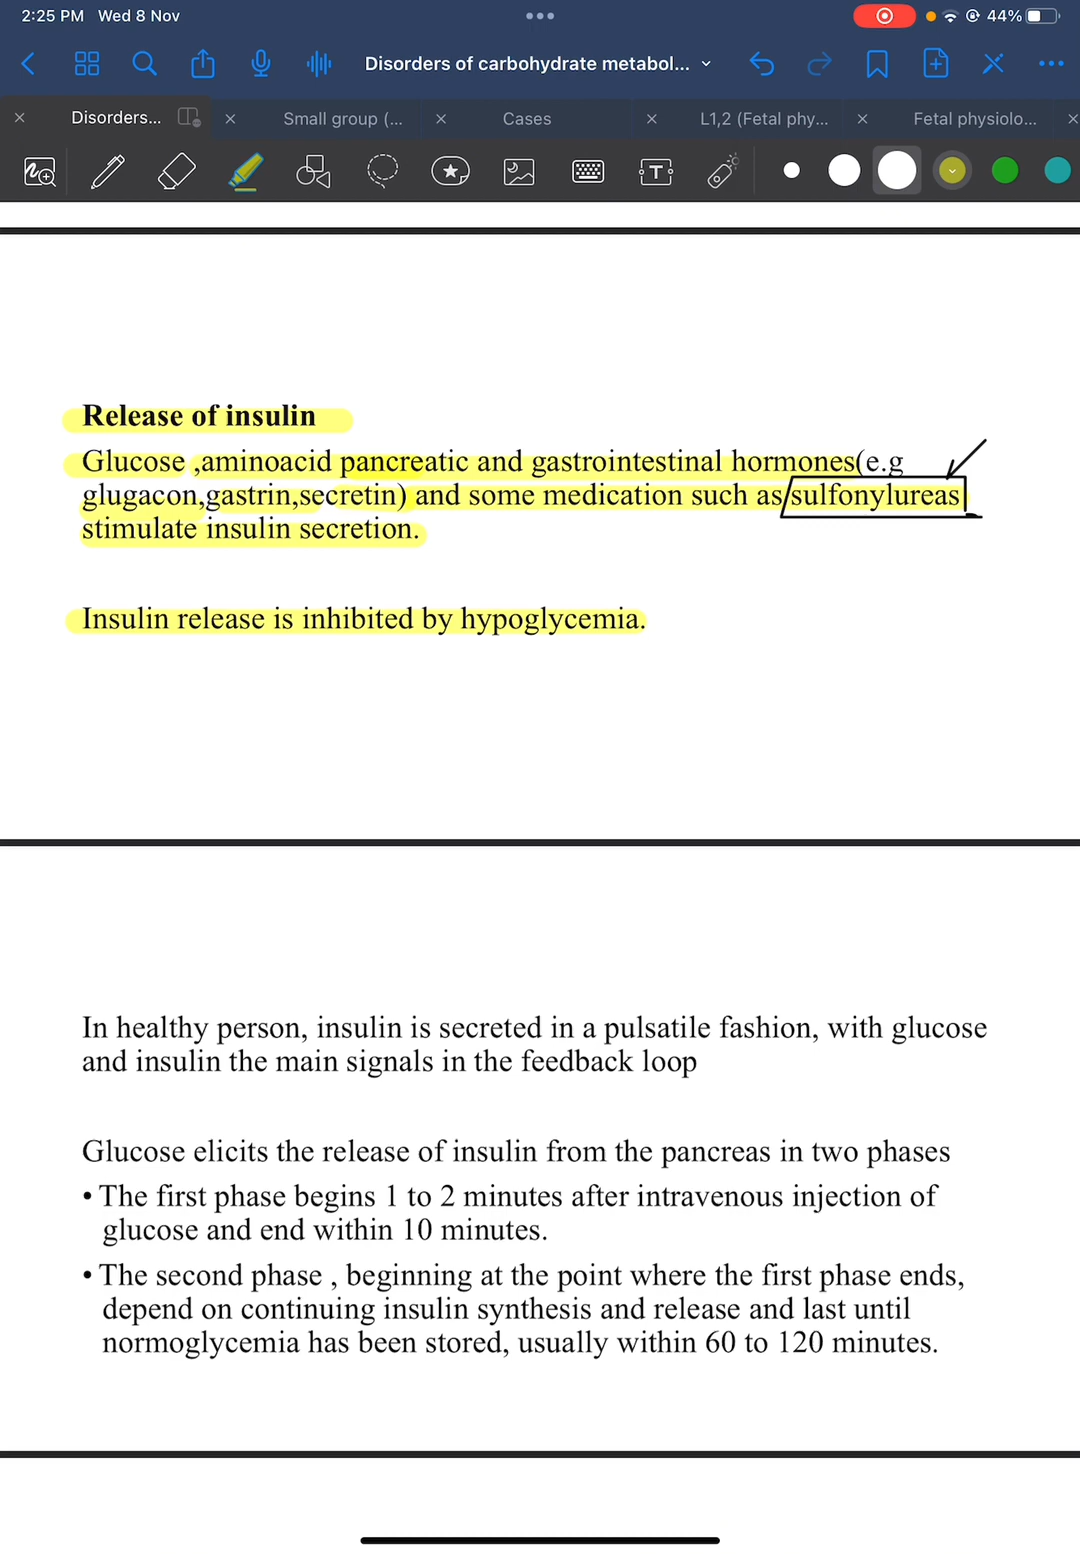 2:25 PM Wed 8 Nov
44%
Disorders of carbohydrate metabol...
Disorders...
Small group (...
Cases
L1,2 (Fetal phy...
Fetal physiolo...
Release of insulin
Glucose ,aminoacid pancreatic and gastrointestinal hormones(e.g
glugacon,gastrin,secretin) and some medication such as sulfonylureas
stimulate insulin secretion.
Insulin release is inhibited by hypoglycemia.
In healthy person, insulin is secreted in a pulsatile fashion, with glucose
and insulin the main signals in the feedback loop
Glucose elicits the release of insulin from the pancreas in two phases
• The first phase begins 1 to 2 minutes after intravenous injection of
glucose and end within 10 minutes.
• The second phase , beginning at the point where the first phase ends,
depend on continuing insulin synthesis and release and last until
normoglycemia has been stored, usually within 60 to 120 minutes.